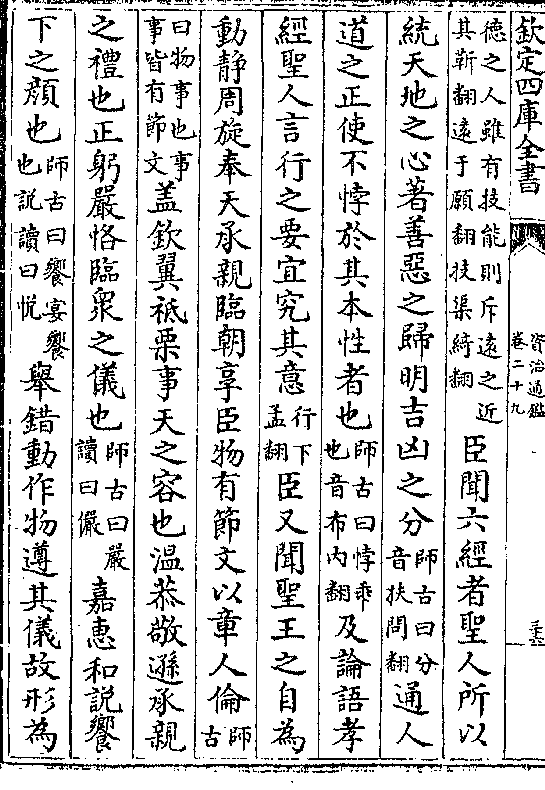 欽定四庫全書
資治通鑑
卷二十九
德之人雖有技能則斥遠之近
其靳翻遠于願翻技渠綺翻
臣聞六經者聖人所以
統天地之心著善惡之歸明吉凶之分
師古曰分
音扶問翻
通人
道之正使不悖於其本性者也
師古曰悖乖
也音布内翻
及論語孝
經聖人言行之要宜究其意
行下
孟翻
臣又聞聖王之自為
動静周旋奉天承親臨朝享臣物有節文以章人倫
師
古
曰物事也事
事皆有節文
蓋欽翼祗栗事天之容也温恭敬遜承親
之禮也正躬嚴恪臨衆之儀也
師古曰嚴
讀曰儼
嘉惠和説饗
下之顔也
師古曰饗宴饗
也説讀曰悦
舉錯動作物遵其儀故形為